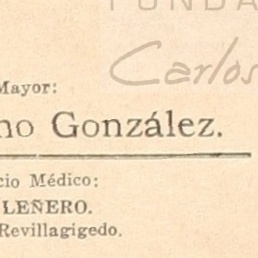 FUNDA
Carlos
Mayor:
no González.
cio Médico:
LEÑERO.
Revillagigedo.